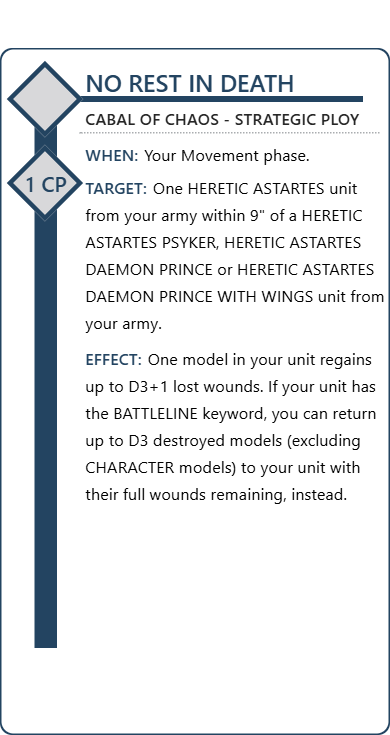 NO REST IN DEATH
CABAL OF CHAOS - STRATEGIC PLOY
WHEN: Your Movement phase.
1 CP
TARGET: One HERETIC ASTARTES unit
from your army within 9" of a HERETIC
ASTARTES PSYKER, HERETIC ASTARTES
DAEMON PRINCE or HERETIC ASTARTES
DAEMON PRINCE WITH WINGS unit from
your army.
EFFECT: One model in your unit regains
up to D3+1 lost wounds. If your unit has
the BATTLELINE keyword, you can return
up to D3 destroyed models (excluding
CHARACTER models) to your unit with
their full wounds remaining, instead.